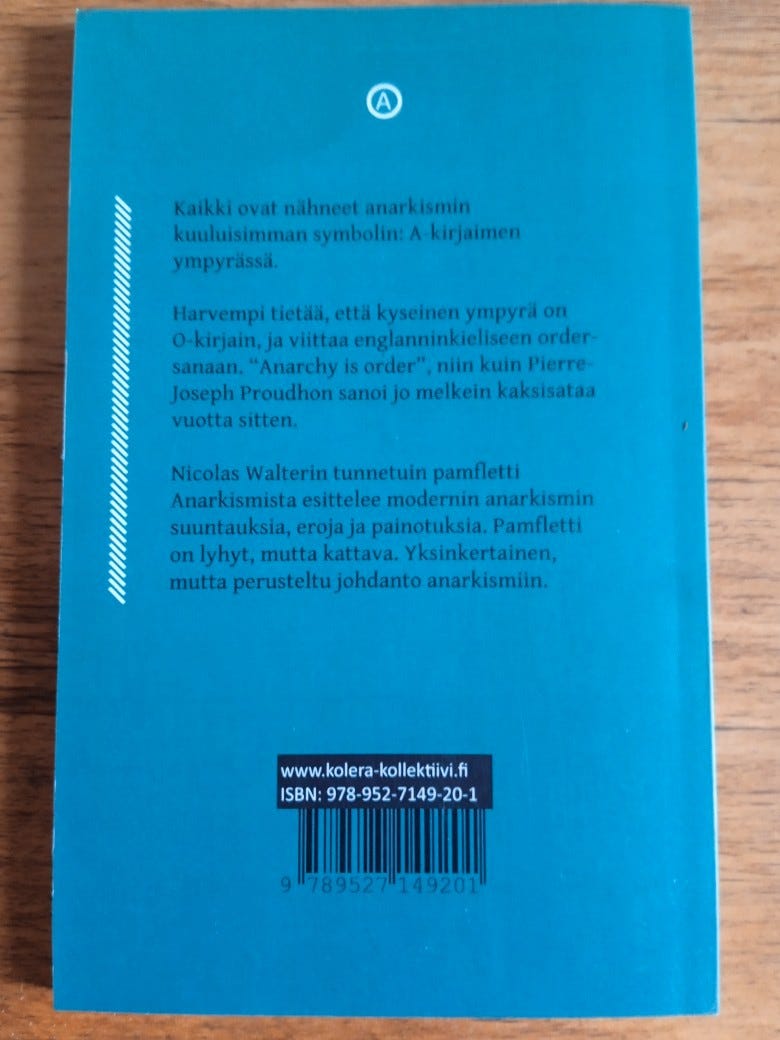 A
Kaikki ovat nähneet anarkismin
kuuluisimman symbolin: A-kirjaimen
ympyrässä.
Harvempi tietää, että kyseinen ympyrä on
O-kirjain, ja viittaa englanninkieliseen order-
sanaan. “Anarchy is order”, niin kuin Pierre-
Joseph Proudhon sanoi jo melkein kaksisataa
vuotta sitten.
Nicolas Walterin tunnetuin pamfletti
Anarkismista esittelee modernin anarkismin
suuntauksia, eroja ja painotuksia. Pamfletti
on lyhyt, mutta kattava. Yksinkertainen,
mutta perusteltu johdanto anarkismiin.
www.kolera-kollektiivi.fi
ISBN: 978-952-7149-20-1
9 789527 149201